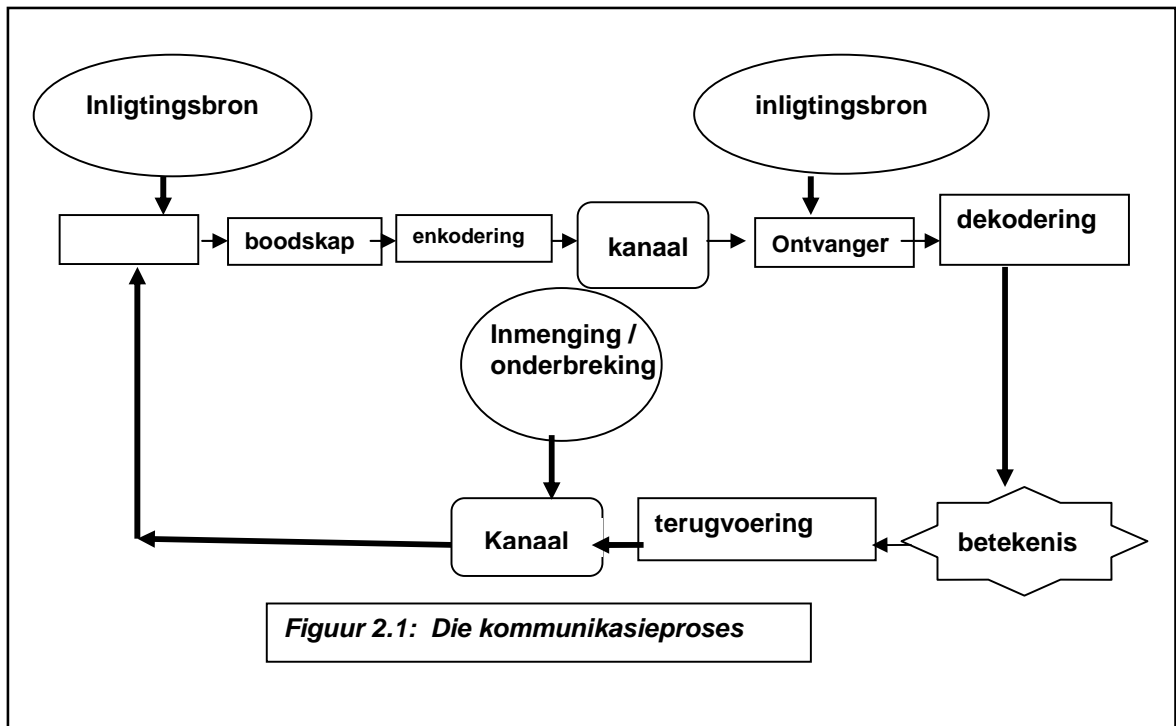 Inligtingsbron
inligtingsbron
boodskap
enkodering
kanaal
Ontvanger
dekodering
Inmenging /
onderbreking
Kanaal
terugvoering
betekenis
Figuur 2.1: Die kommunikasieproses